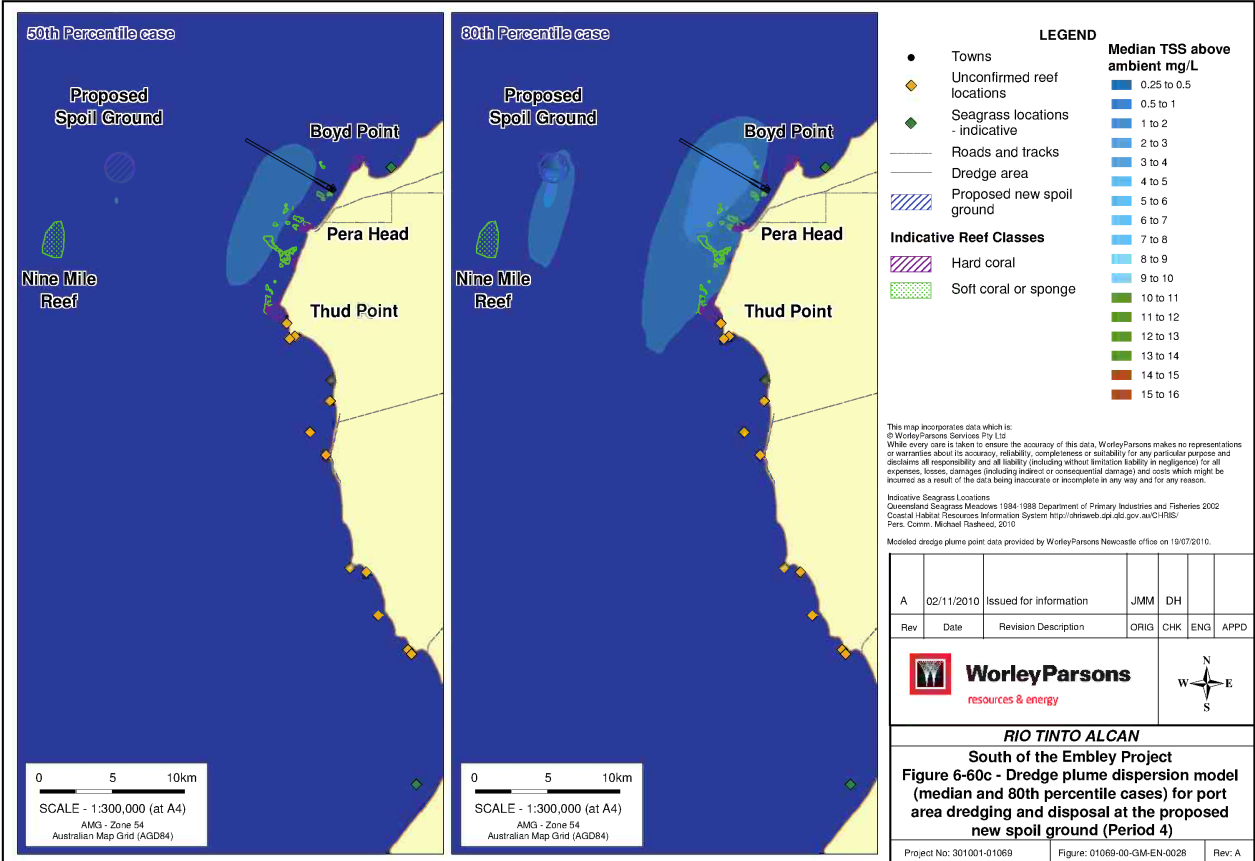 50th Percentile case
Proposed
Spoil Ground
Boyd Point
Pera Head
Nine Mile
Reef
Thud Point
0 5 10km
SCALE - 1:300,000 (at A4)
AMG - Zone 54
Australian Map Grid (AGD84)
80th Percentile case
Proposed
Spoil Ground
Boyd Point
Pera Head
Nine Mile
Reef
Thud Point
0 5 10km
SCALE - 1:300,000 (at A4)
AMG - Zone 54
Australian Map Grid (AGD84)
LEGEND
Towns
Unconfirmed reef
locations
Seagrass locations
- indicative
Roads and tracks
Dredge area
Proposed new spoil
ground
Indicative Reef Classes
Hard coral
Soft coral or sponge
Median TSS above
ambient mg/L
0.25 to 0.5
0.5 to 1
1 to 2
2 to 3
3 to 4
4 to 5
5 to 6
6 to 7
7 to 8
8 to 9
9 to 10
10 to 11
11 to 12
12 to 13
13 to 14
14 to 15
15 to 16
This map incorporates data which is:
© WorleyParsons Services Pty Ltd
While every care is taken to ensure the accuracy of this data, WorleyParsons makes no representations
or warranties about its accuracy, reliability, completeness or suitability for any particular purpose and
disclaims all responsibility and all liability (including without limitation liability in negligence) for all
expenses, losses, damages (including indirect or consequential damage) and costs which might be
incurred as a result of the data being inaccurate or incomplete in any way and for any reason.
Indicative Seagrass Locations
Queensland Seagrass Meadows 1984-1988 Department of Primary Industries and Fisheries 2002
Coastal Habitat Resources Information System http://chrisweb.dpi.qld.gov.au/CHRIS/
Pers. Comm. Michael Rasheed, 2010
Modeled dredge plume point data provided by WorleyParsons Newcastle office on 19/07/2010.
A 02/11/2010 Issued for information JMM DH
Rev Date Revision Description ORIG CHK ENG APPD
WorleyParsons
resources & energy
N
W E
S
RIO TINTO ALCAN
South of the Embley Project
Figure 6-60c - Dredge plume dispersion model
(median and 80th percentile cases) for port
area dredging and disposal at the proposed
new spoil ground (Period 4)
Project No: 301001-01069 Figure: 01069-00-GM-EN-0028 Rev: A